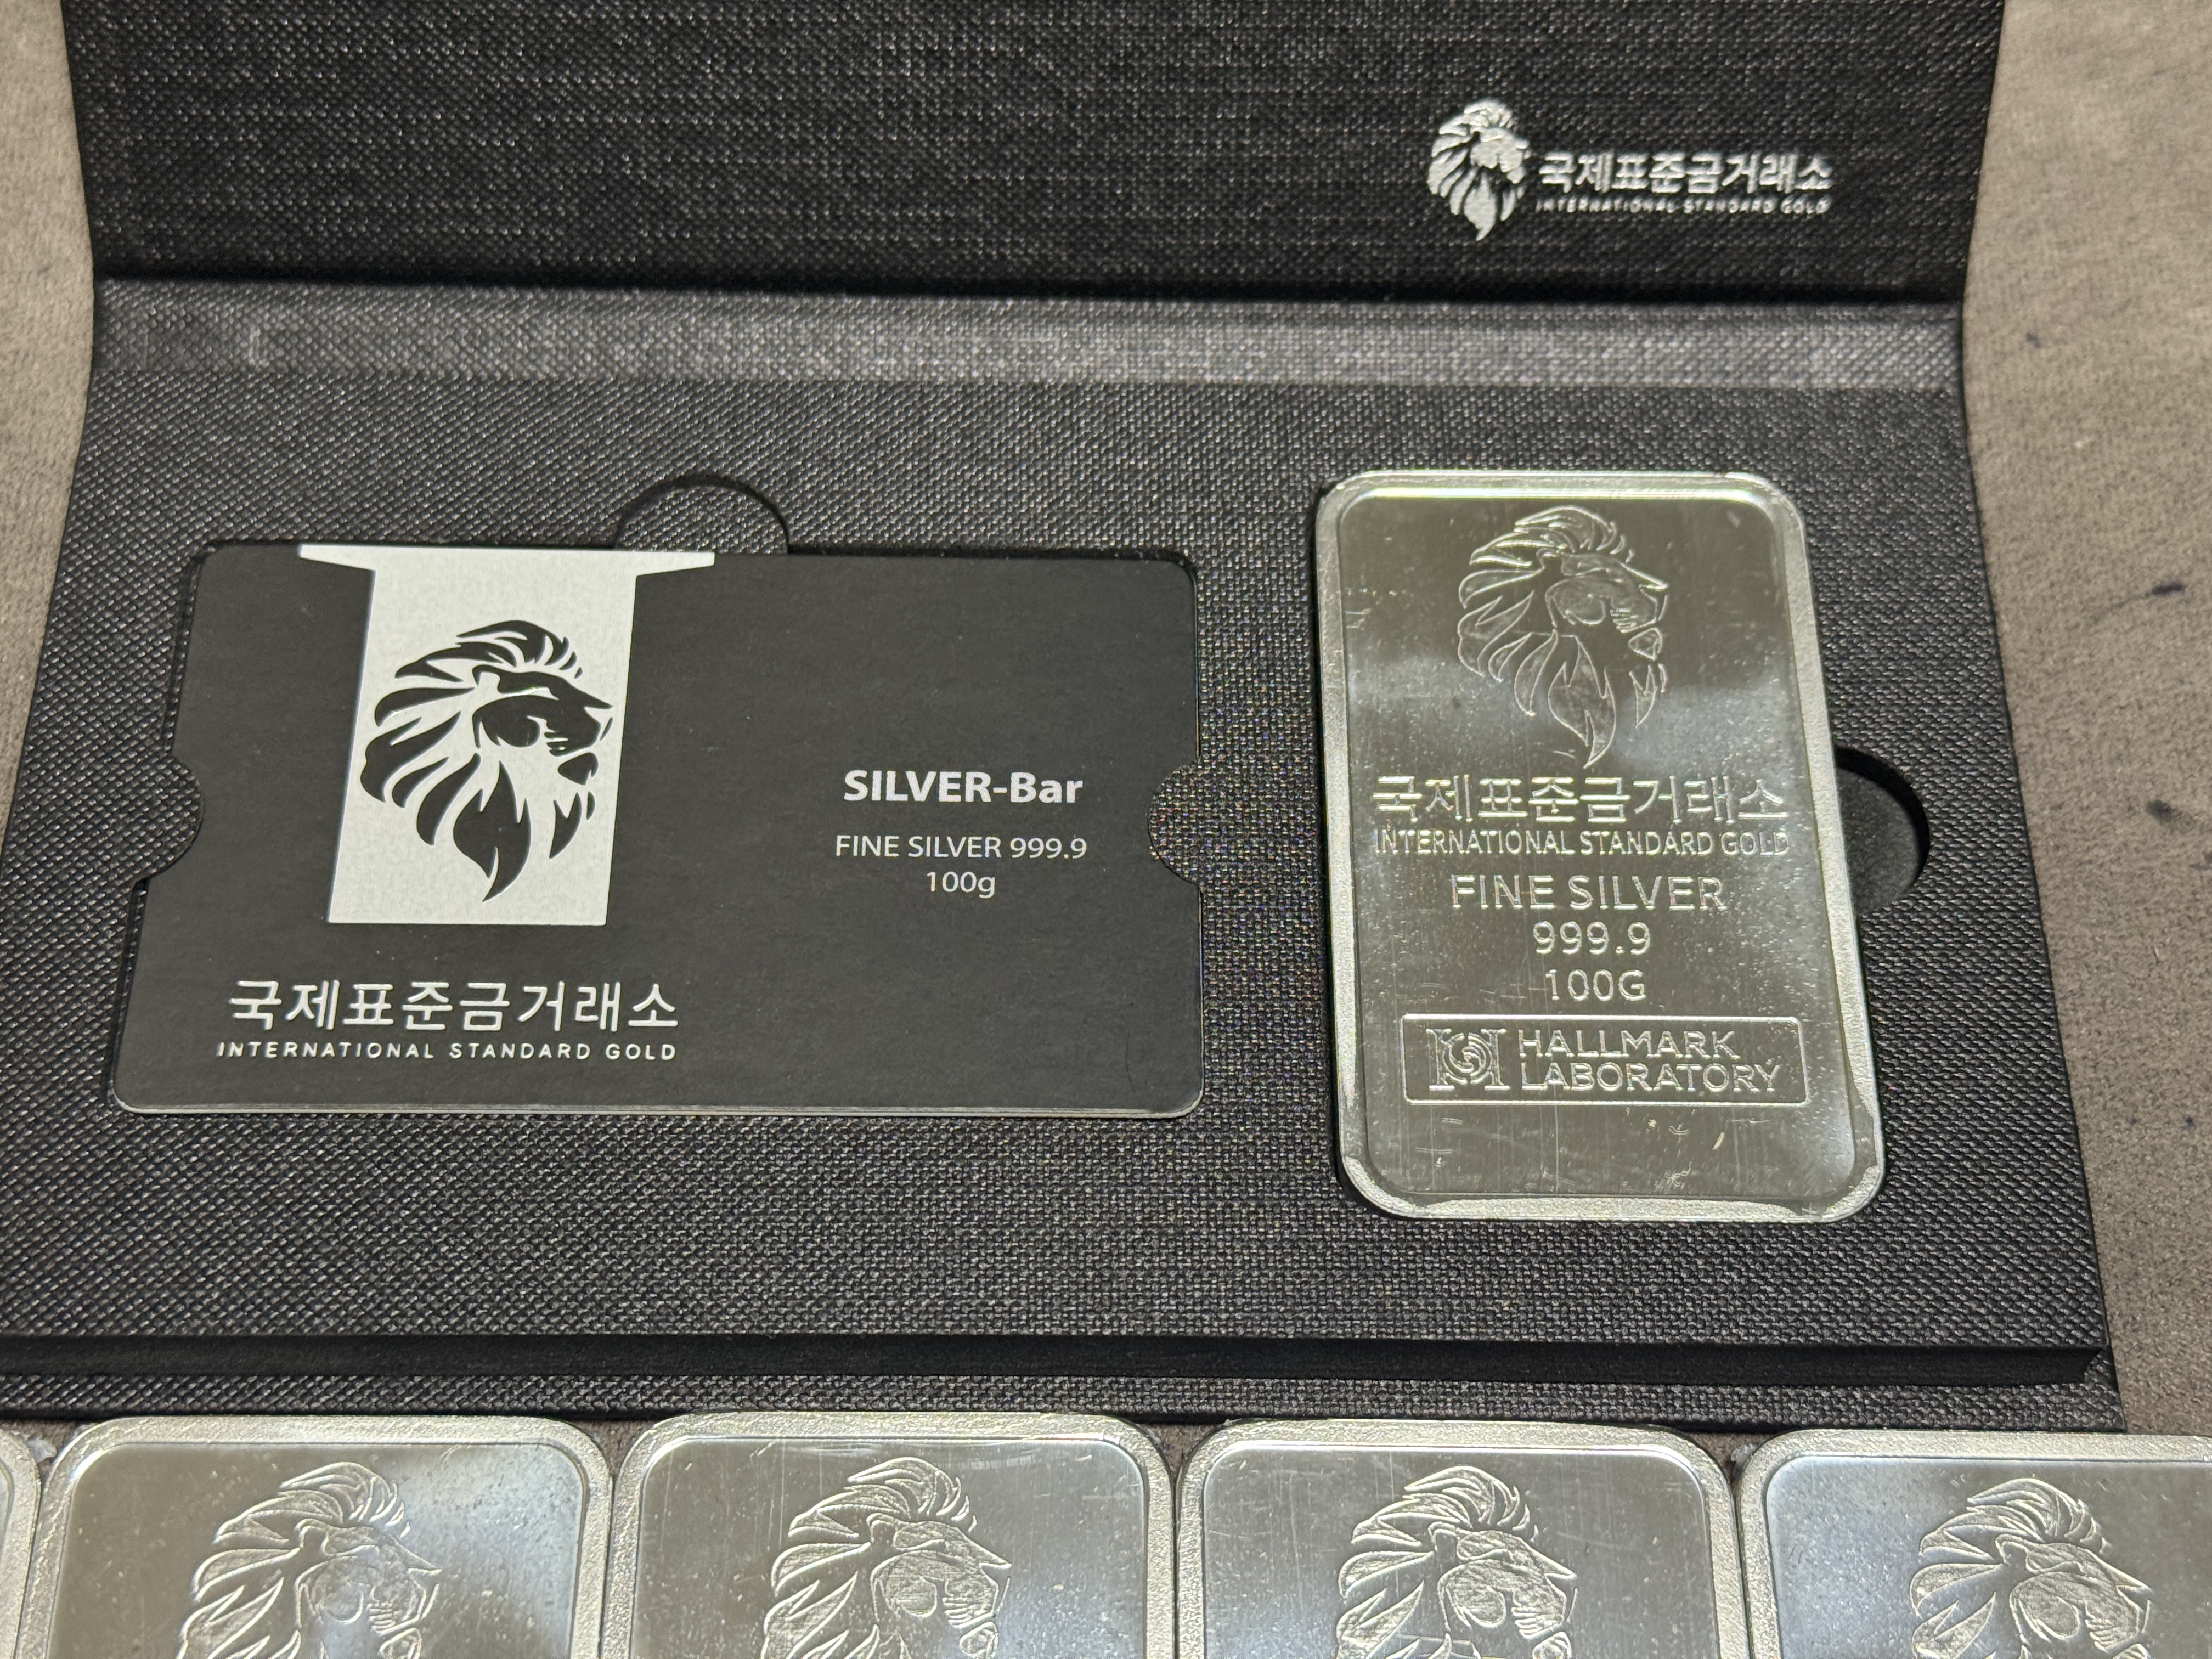 국제표준금거래소
INTERNATIONAL STANDARD GOLD
SILVER-Bar
FINE SILVER 999.9
100g
국제표준금거래소
INTERNATIONAL STANDARD GOLD
국제표준금거래소
INTERNATIONAL STANDARD GOLD
FINE SILVER
999.9
100G
HALLMARK
LABORATORY